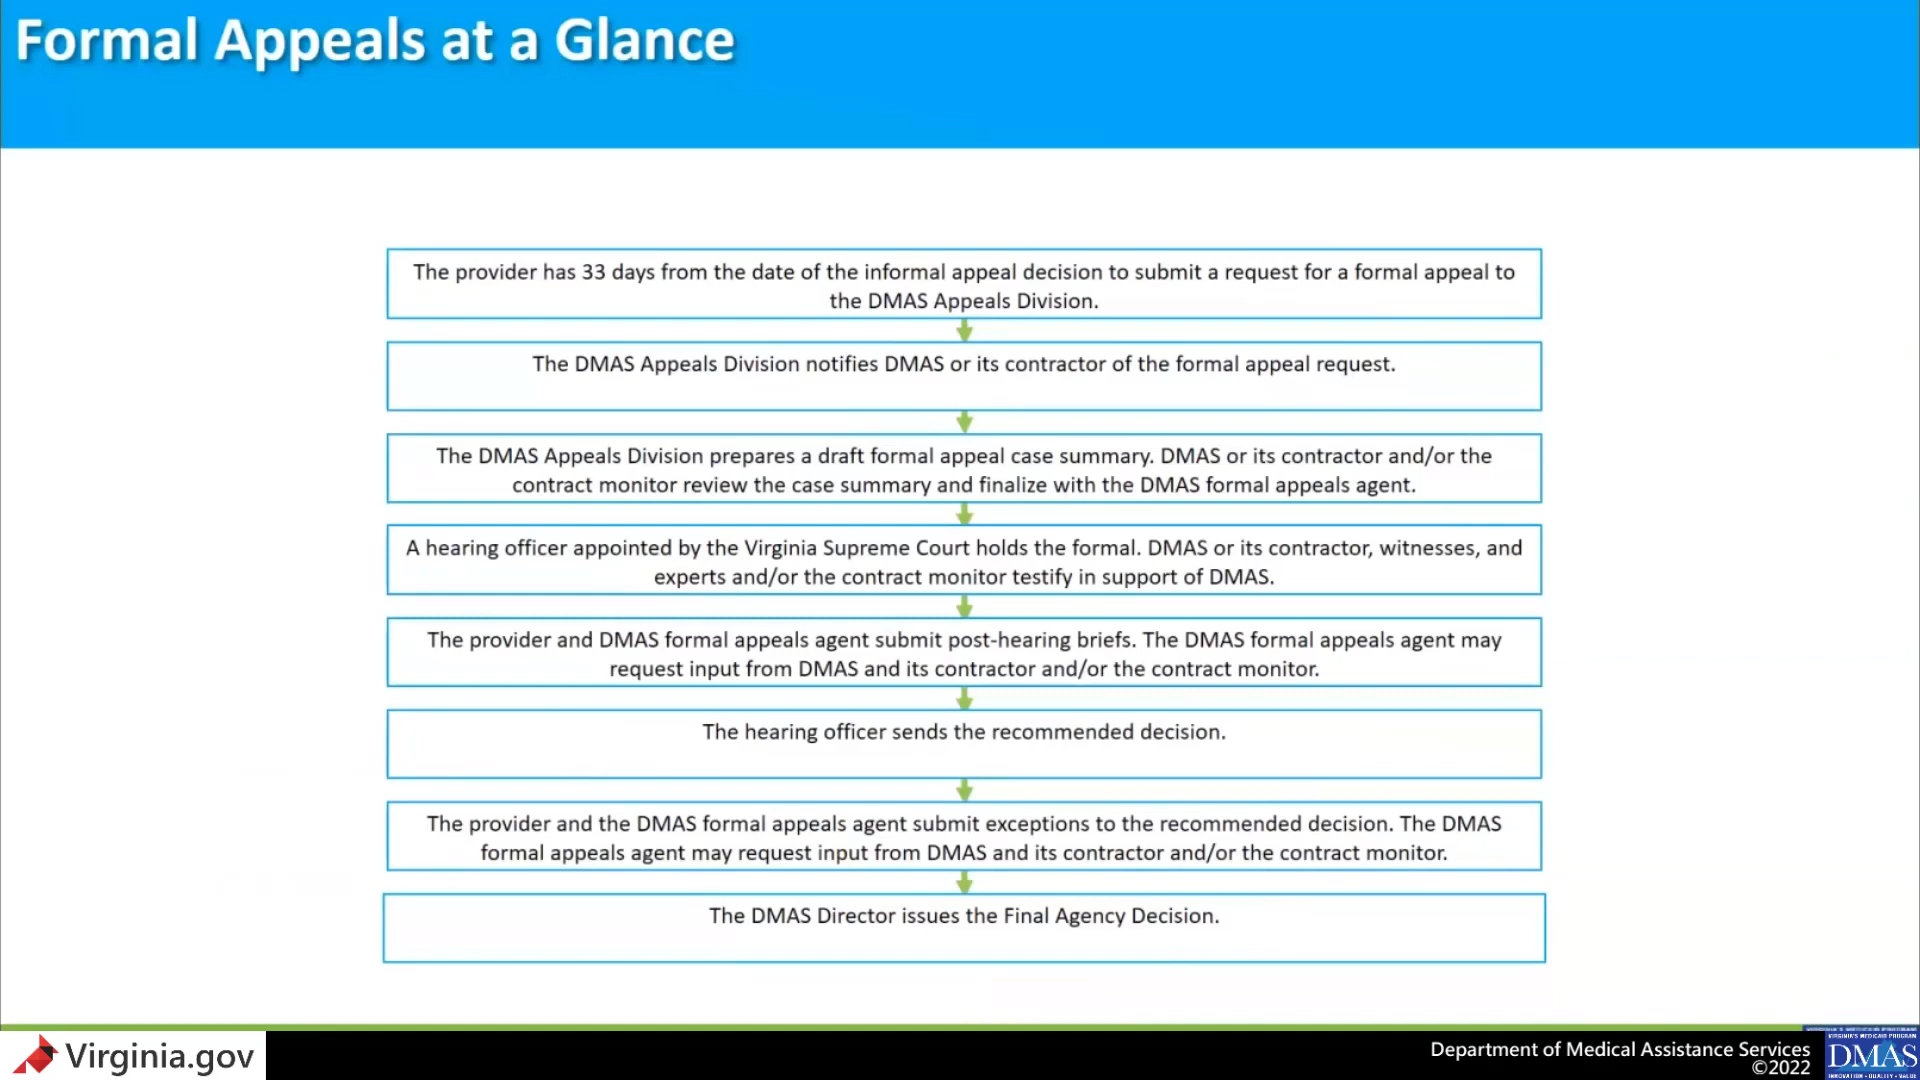 Formal Appeals at a Glance
The provider has 33 days from the date of the informal appeal decision to submit a request for a formal appeal to
the DMAS Appeals Division.
The DMAS Appeals Division notifies DMAS or its contractor of the formal appeal request.
The DMAS Appeals Division prepares a draft formal appeal case summary. DMAS or its contractor and/or the
contract monitor review the case summary and finalize with the DMAS formal appeals agent.
A hearing officer appointed by the Virginia Supreme Court holds the formal. DMAS or its contractor, witnesses, and
experts and/or the contract monitor testify in support of DMAS.
The provider and DMAS formal appeals agent submit post-hearing briefs. The DMAS formal appeals agent may
request input from DMAS and its contractor and/or the contract monitor.
The hearing officer sends the recommended decision.
The provider and the DMAS formal appeals agent submit exceptions to the recommended decision. The DMAS
formal appeals agent may request input from DMAS and its contractor and/or the contract monitor.
The DMAS Director issues the Final Agency Decision.
Virginia.gov
Department of Medical Assistance Services
©2022
VIRGINIA'S MEDICAID PROGRAM
DMAS
INNOVATION • QUALITY • VALUE